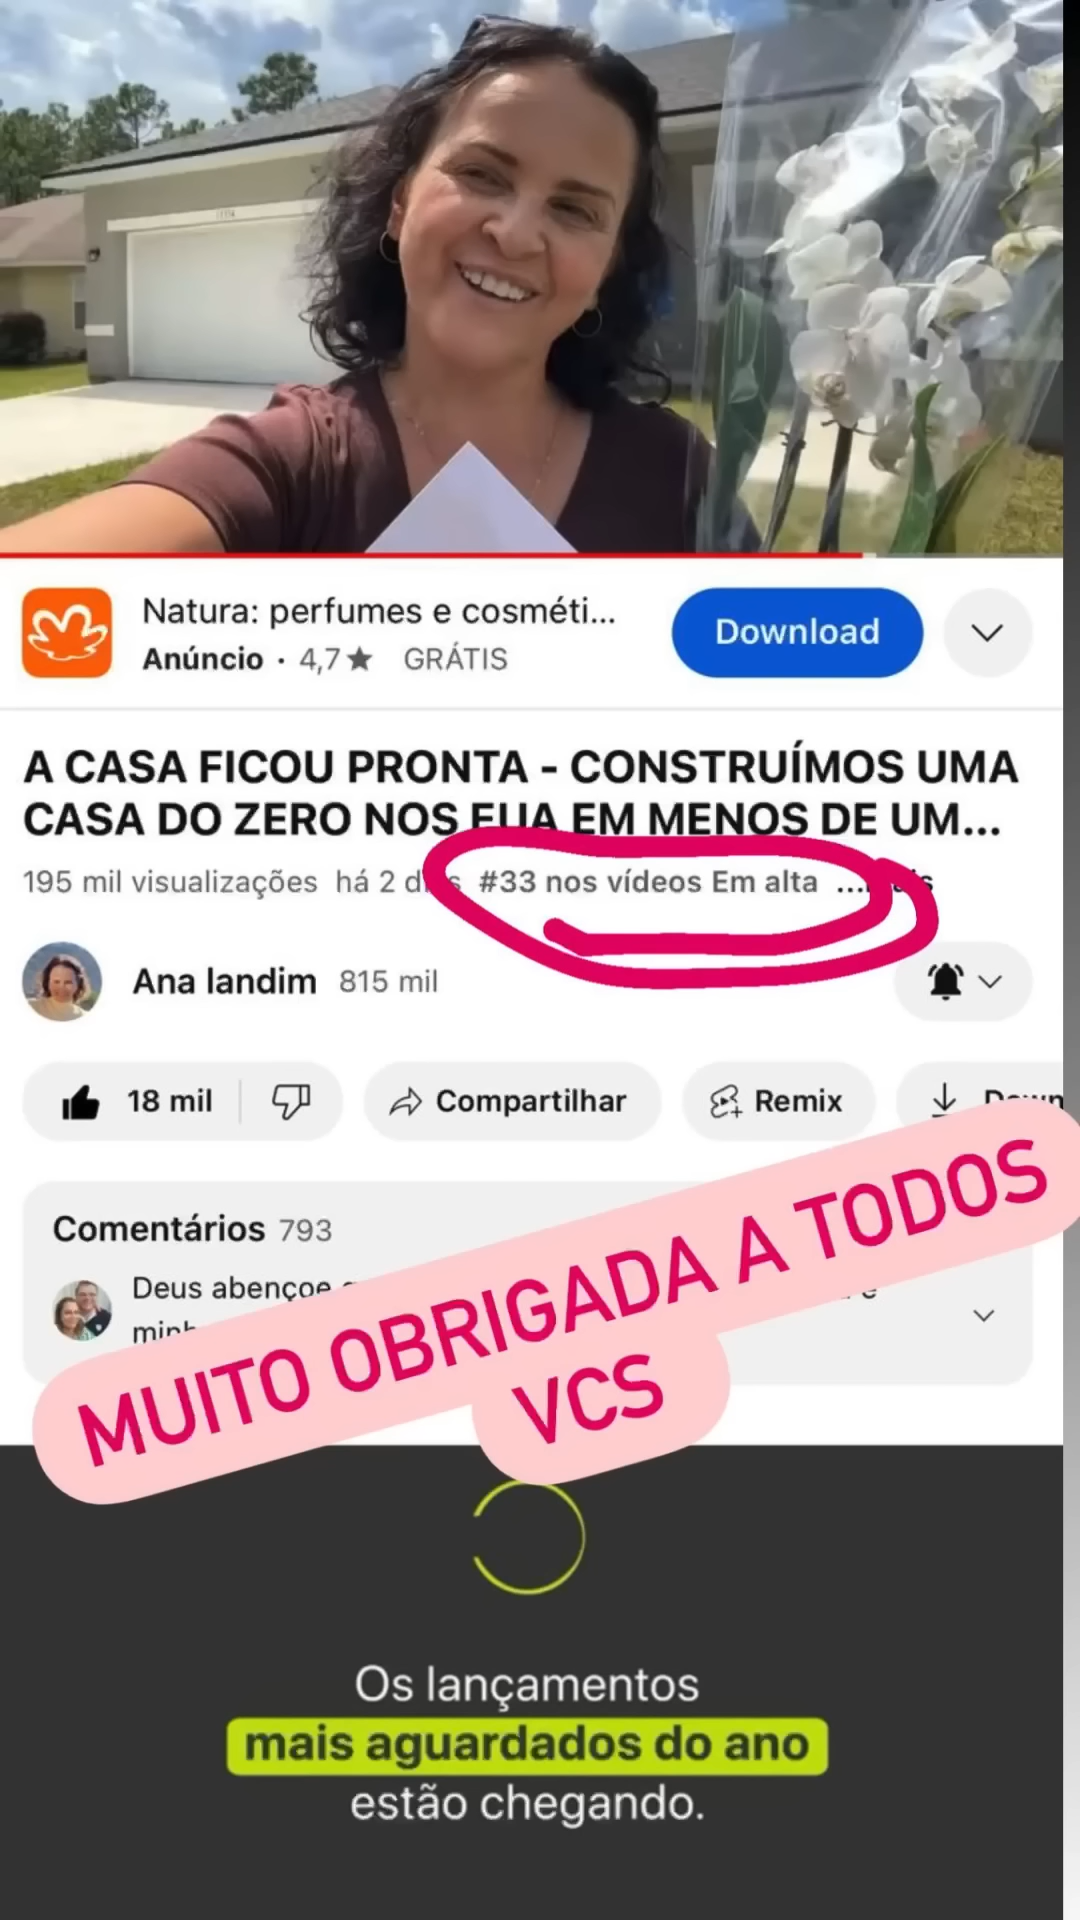 Natura: perfumes e cosméti...
Anúncio · 4,7★ GRÁTIS
Download
A CASA FICOU PRONTA - CONSTRUÍMOS UMA
CASA DO ZERO NOS EUA EM MENOS DE UM...
195 mil visualizações há 2 dias #33 nos vídeos Em alta ...mais
Ana landim 815 mil
18 mil
Compartilhar
Remix
Comentários 793
Deus abençoe
MUITO OBRIGADA A TODOS
VCS
Os lançamentos
mais aguardados do ano
estão chegando.